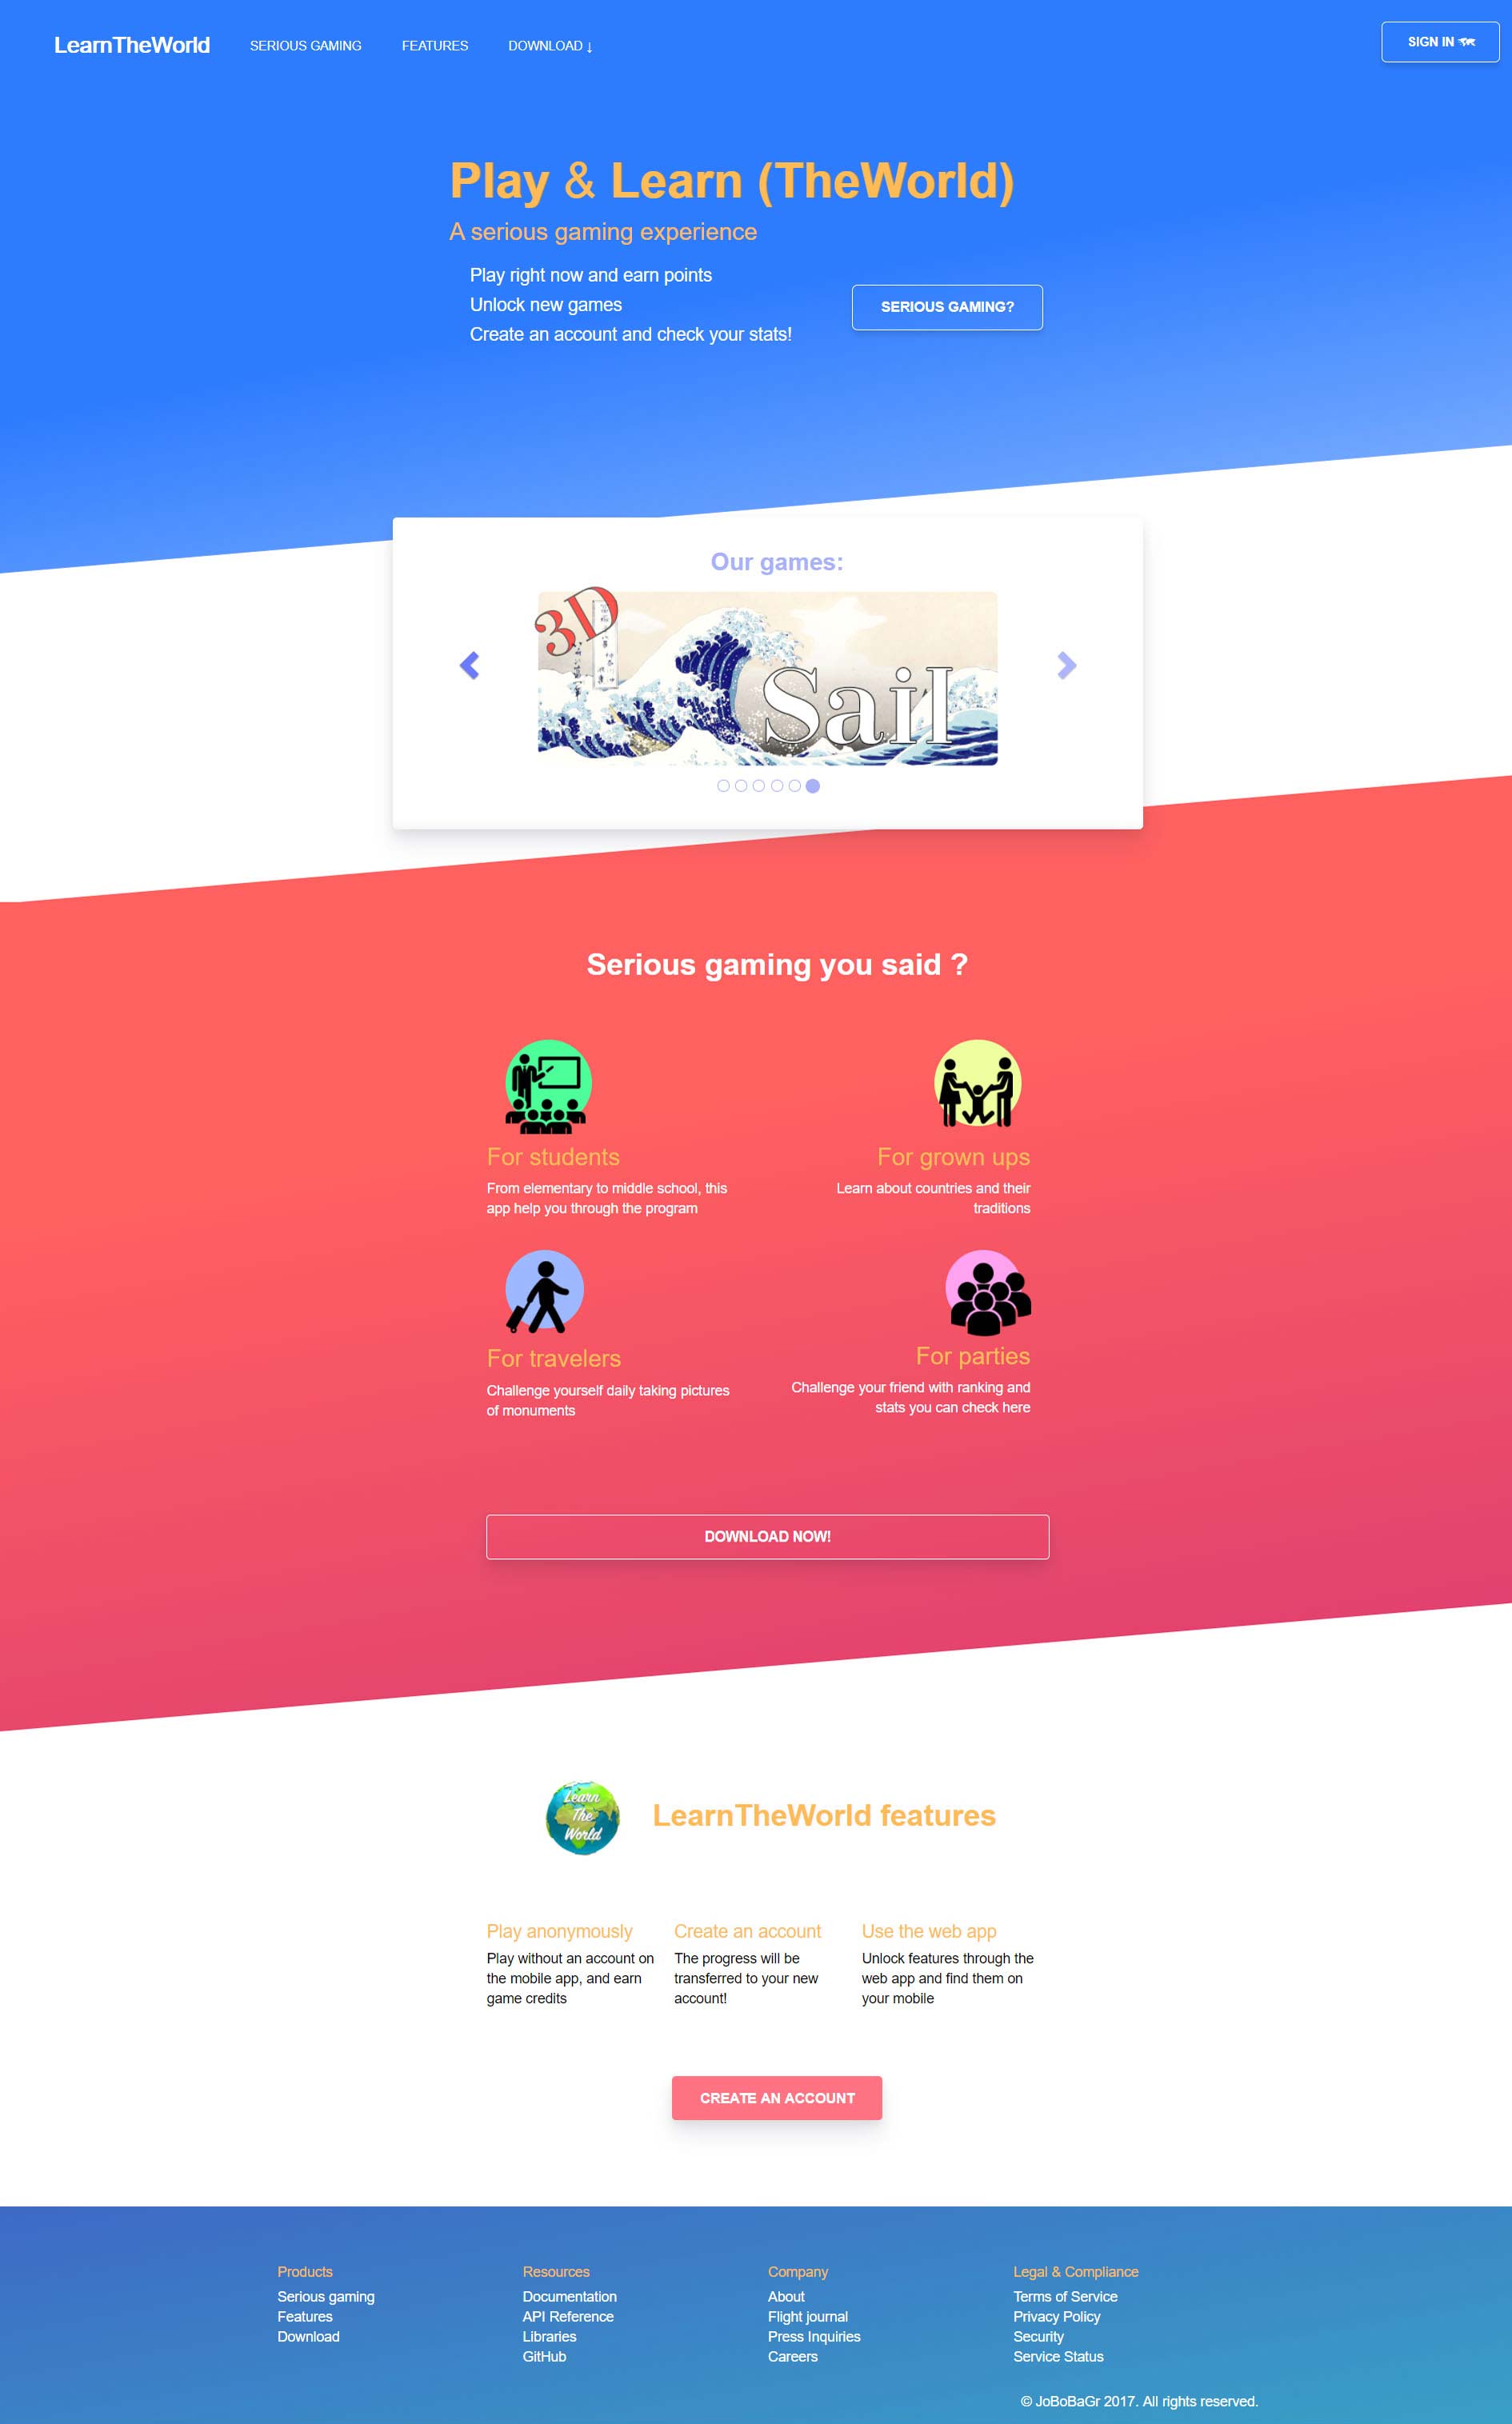 LearnTheWorld
SERIOUS GAMING
FEATURES
DOWNLOAD ↓
SIGN IN
Play & Learn (TheWorld)
A serious gaming experience
Play right now and earn points
Unlock new games
Create an account and check your stats!
SERIOUS GAMING?
Our games:
3D
Sail
Serious gaming you said ?
For students
From elementary to middle school, this
app help you through the program
For grown ups
Learn about countries and their
traditions
For travelers
Challenge yourself daily taking pictures
of monuments
For parties
Challenge your friend with ranking and
stats you can check here
DOWNLOAD NOW!
Learn
The
World
LearnTheWorld features
Play anonymously
Play without an account on
the mobile app, and earn
game credits
Create an account
The progress will be
transferred to your new
account!
Use the web app
Unlock features through the
web app and find them on
your mobile
CREATE AN ACCOUNT
Products
Serious gaming
Features
Download
Resources
Documentation
API Reference
Libraries
GitHub
Company
About
Flight journal
Press Inquiries
Careers
Legal & Compliance
Terms of Service
Privacy Policy
Security
Service Status
© JoBoBaGr 2017. All rights reserved.